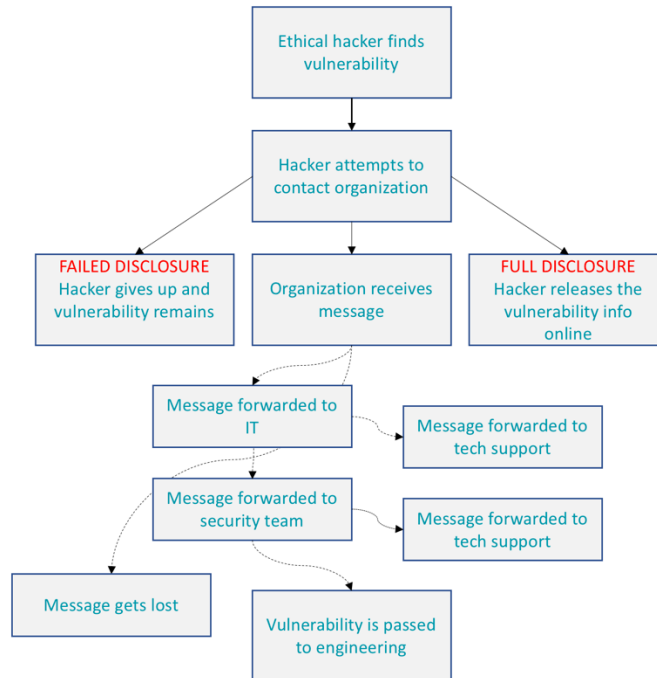 Ethical hacker finds
vulnerability
Hacker attempts to
contact organization
FAILED DISCLOSURE
Hacker gives up and
vulnerability remains
Organization receives
message
FULL DISCLOSURE
Hacker releases the
vulnerability info
online
Message forwarded to
IT
Message forwarded to
tech support
Message forwarded to
security team
Message forwarded to
tech support
Message gets lost
Vulnerability is passed
to engineering